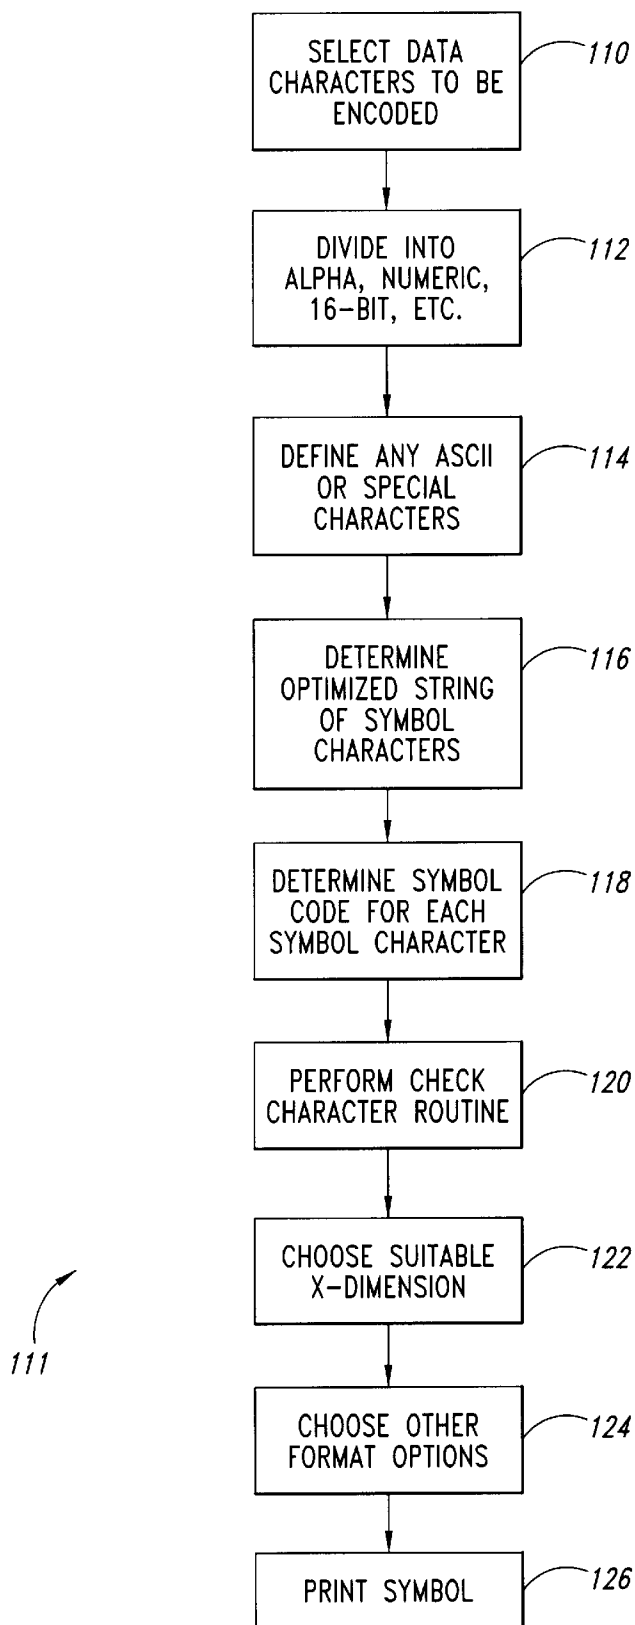 SELECT DATA
CHARACTERS TO BE
ENCODED
110
DIVIDE INTO
ALPHA, NUMERIC,
16-BIT, ETC.
112
DEFINE ANY ASCII
OR SPECIAL
CHARACTERS
114
DETERMINE
OPTIMIZED STRING
OF SYMBOL
CHARACTERS
116
DETERMINE SYMBOL
CODE FOR EACH
SYMBOL CHARACTER
118
PERFORM CHECK
CHARACTER ROUTINE
120
CHOOSE SUITABLE
X-DIMENSION
122
111
CHOOSE OTHER
FORMAT OPTIONS
124
PRINT SYMBOL
126